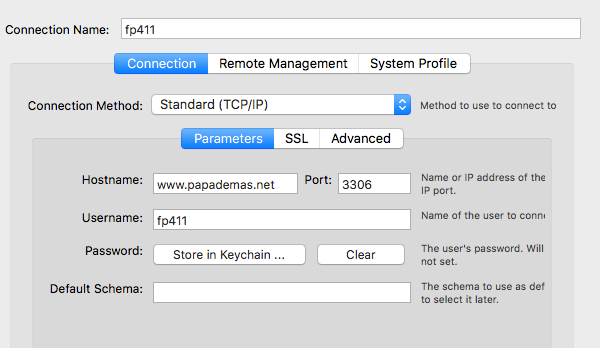 Connection Name: fp411
Connection Remote Management System Profile
Connection Method: Standard (TCP/IP) Method to use to connect to
Parameters SSL Advanced
Hostname: www.papademas.net Port: 3306 Name or IP address of the
IP port.
Username: fp411 Name of the user to conne
Password: Store in Keychain ... Clear The user's password. Will
not set.
Default Schema: The schema to use as def
to select it later.